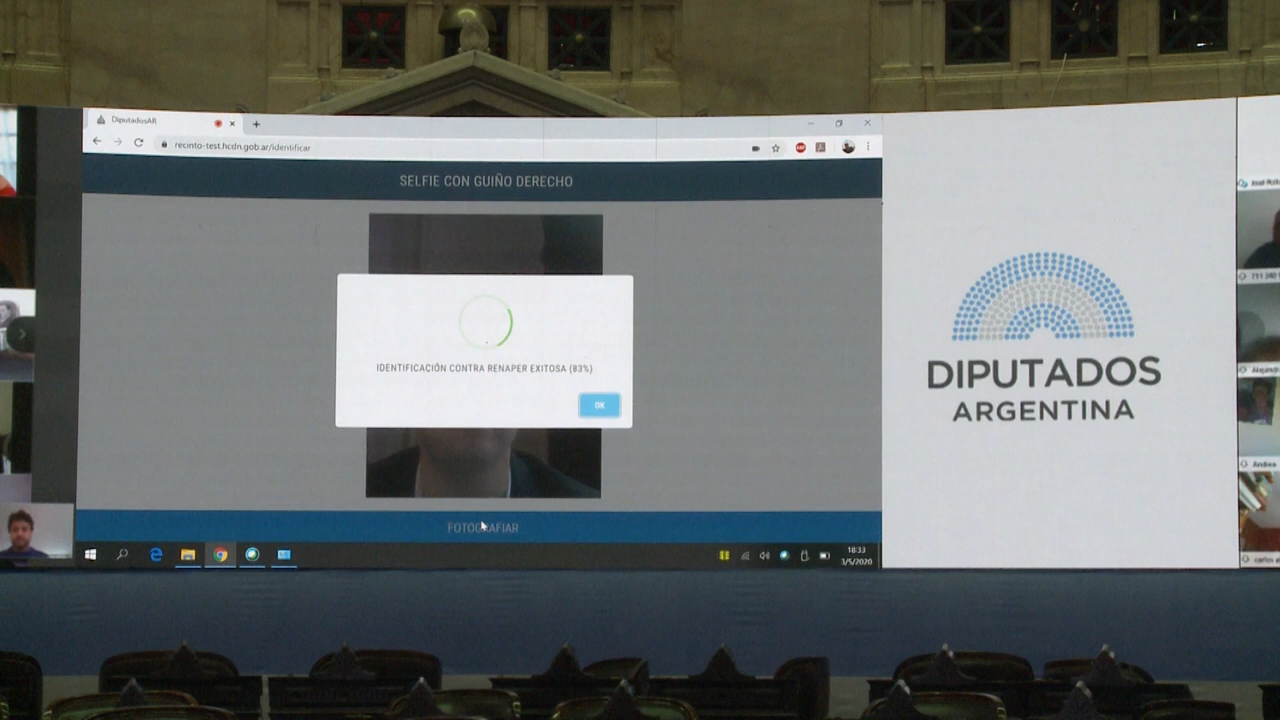 DiputadosAR
recinto-test.hcdn.gob.ar/identificar
SELFIE CON GUIÑO DERECHO
IDENTIFICACIÓN CONTRA RENAPER EXITOSA (83%)
OK
FOTOGRAFIAR
18:33
3/5/2020
DIPUTADOS
ARGENTINA
Andrea